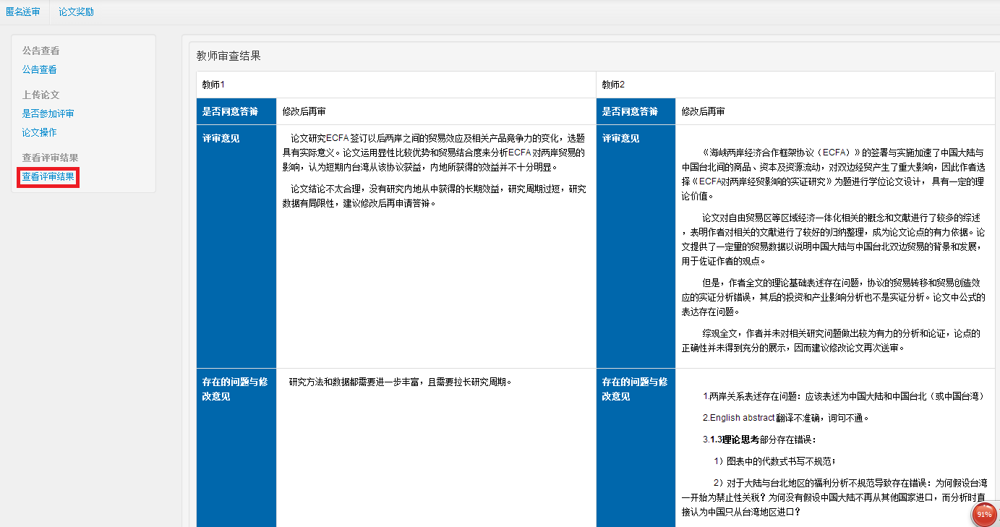 匿名送审 论文奖励
公告查看
公告查看
上传论文
是否参加评审
论文操作
查看评审结果
查看评审结果
教师审查结果
教师1
教师2
是否同意答辩
修改后再审
是否同意答辩
修改后再审
评审意见
论文研究ECFA签订以后两岸之间的贸易效应及相关产品竞争力的变化，选题
具有实际意义。论文运用显性比较优势和贸易结合度来分析ECFA对两岸贸易的
影响，认为短期内台湾从该协议获益，内地所获得的效益并不十分明显。
论文结论不太合理，没有研究内地从中获得的长期效益，研究周期过短，研究
数据有局限性，建议修改后再申请答辩。
评审意见
《海峡两岸经济合作框架协议（ECFA）》的签署与实施加速了中国大陆与
中国台北间的商品、资本及资源流动，对双边经贸产生了重大影响，因此作者选
择《ECFA对两岸经贸影响的实证研究》为题进行学位论文设计， 具有一定的理
论价值。
论文对自由贸易区等区域经济一体化相关的概念和文献进行了较多的综述
，表明作者对相关的文献进行了较好的归纳整理，成为论文论点的有力依据。论
文提供了一定量的贸易数据以说明中国大陆与中国台北双边贸易的背景和发展，
用于佐证作者的观点。
但是，作者全文的理论基础表述存在问题，协议的贸易转移和贸易创造效
应的实证分析错误，其后的投资和产业影响分析也不是实证分析。论文中公式的
表达存在问题。
综观全文，作者并未对相关研究问题做出较为有力的分析和论证，论点的
正确性并未得到充分的展示，因而建议修改论文再次送审。
存在的问题与修
改意见
研究方法和数据都需要进一步丰富，且需要拉长研究周期。
存在的问题与修
改意见
1.两岸关系表述存在问题：应该表述为中国大陆和中国台北（或中国台湾）
2.English abstract翻译不准确，词句不通。
3.1.3理论思考部分存在错误：
1）图表中的代数式书写不规范；
2）对于大陆与台北地区的福利分析不规范导致存在错误：为何假设台湾
一开始为禁止性关税？为何没有假设中国大陆不再从其他国家进口，而分析时直
接认为中国只从台湾地区进口？
91%